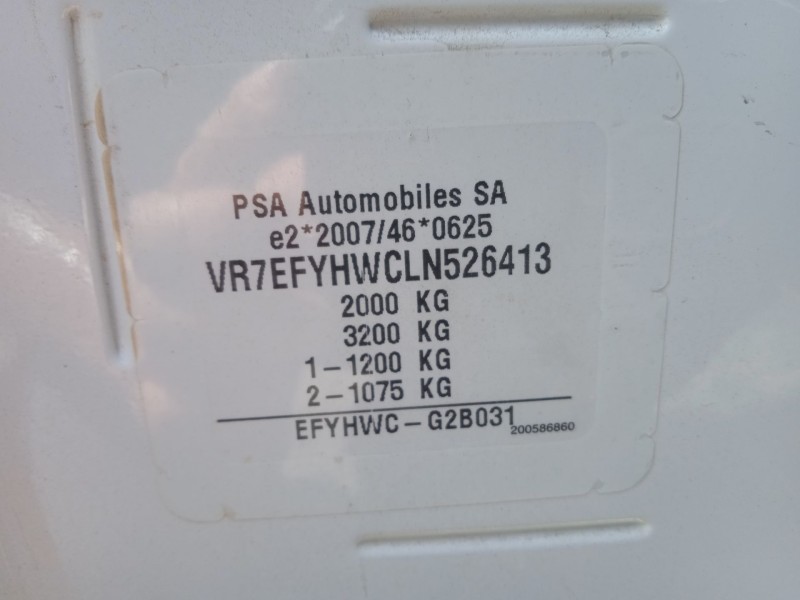 PSA Automobiles SA
e2*2007/46*0625
VR7EFYHWCLN526413
2000 KG
3200 KG
1-1200 KG
2-1075 KG
EFYHWC-G2B031
200586860